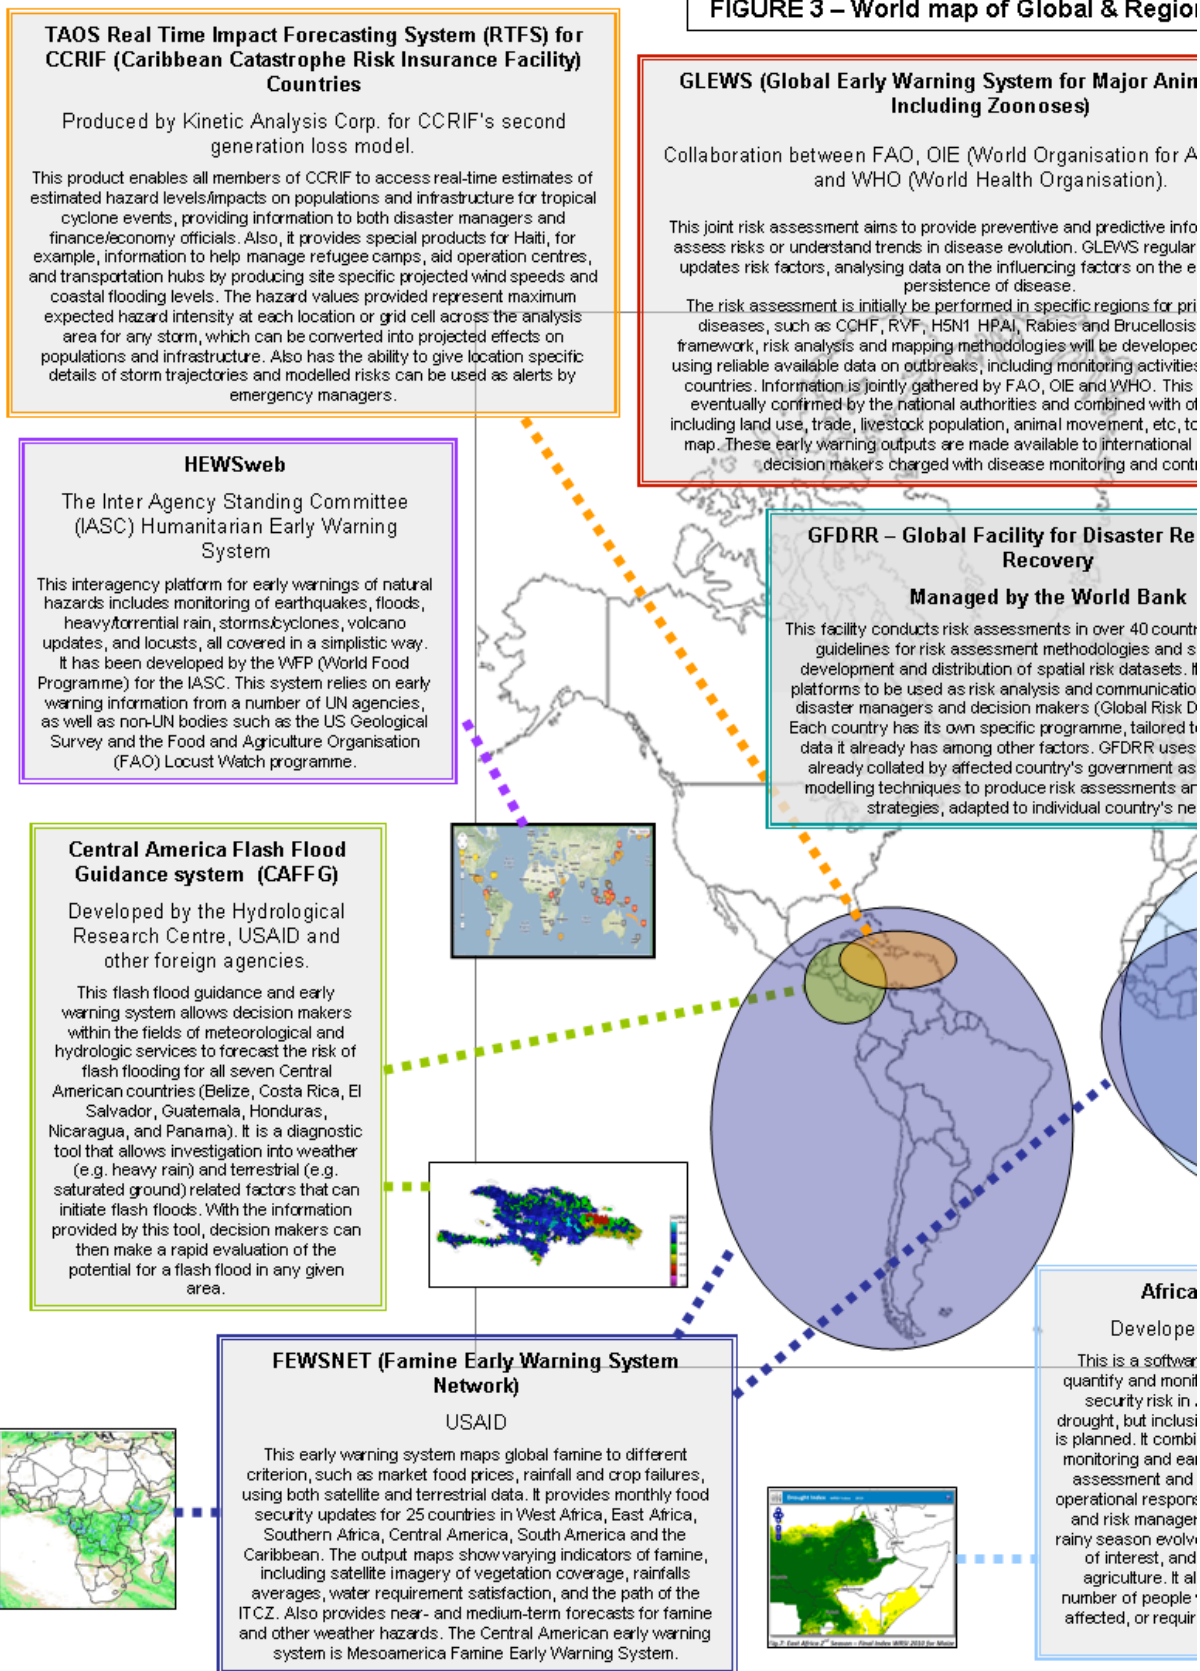 FIGURE 3 – World map of Global & Region
TAOS Real Time Impact Forecasting System (RTFS) for
CCRIF (Caribbean Catastrophe Risk Insurance Facility)
Countries
Produced by Kinetic Analysis Corp. for CCRIF's second
generation loss model.
This product enables all members of CCRIF to access real-time estimates of
estimated hazard levels/impacts on populations and infrastructure for tropical
cyclone events, providing information to both disaster managers and
finance/economy officials. Also, it provides special products for Haiti, for
example, information to help manage refugee camps, aid operation centres,
and transportation hubs by producing site specific projected wind speeds and
coastal flooding levels. The hazard values provided represent maximum
expected hazard intensity at each location or grid cell across the analysis
area for any storm, which can be converted into projected effects on
populations and infrastructure. Also has the ability to give location specific
details of storm trajectories and modelled risks can be used as alerts by
emergency managers.
GLEWS (Global Early Warning System for Major Anim
Including Zoonoses)
Collaboration between FAO, OIE (World Organisation for A
and WHO (World Health Organisation).
This joint risk assessment aims to provide preventive and predictive info
assess risks or understand trends in disease evolution. GLEWS regular
updates risk factors, analysing data on the influencing factors on the e
persistence of disease.
The risk assessment is initially be performed in specific regions for pri
diseases, such as CCHF, RVF, H5N1 HPAI, Rabies and Brucellosis
framework, risk analysis and mapping methodologies will be developed
using reliable available data on outbreaks, including monitoring activities
countries. Information is jointly gathered by FAO, OIE and WHO. This
eventually confirmed by the national authorities and combined with ot
including land use, trade, livestock population, animal movement, etc, to
map. These early warning outputs are made available to international
decision makers charged with disease monitoring and contr
HEWSweb
The Inter Agency Standing Committee
(IASC) Humanitarian Early Warning
System
This interagency platform for early warnings of natural
hazards includes monitoring of earthquakes, floods,
heavy/torrential rain, storms/cyclones, volcano
updates, and locusts, all covered in a simplistic way.
It has been developed by the WFP (World Food
Programme) for the IASC. This system relies on early
warning information from a number of UN agencies,
as well as non-UN bodies such as the US Geological
Survey and the Food and Agriculture Organisation
(FAO) Locust Watch programme.
GFDRR – Global Facility for Disaster Re
Recovery
Managed by the World Bank
This facility conducts risk assessments in over 40 countr
guidelines for risk assessment methodologies and s
development and distribution of spatial risk datasets. I
platforms to be used as risk analysis and communicatio
disaster managers and decision makers (Global Risk D
Each country has its own specific programme, tailored t
data it already has among other factors. GFDRR uses
already collated by affected country's government as
modelling techniques to produce risk assessments an
strategies, adapted to individual country's ne
Central America Flash Flood
Guidance system (CAFFG)
Developed by the Hydrological
Research Centre, USAID and
other foreign agencies.
This flash flood guidance and early
warning system allows decision makers
within the fields of meteorological and
hydrologic services to forecast the risk of
flash flooding for all seven Central
American countries (Belize, Costa Rica, El
Salvador, Guatemala, Honduras,
Nicaragua, and Panama). It is a diagnostic
tool that allows investigation into weather
(e.g. heavy rain) and terrestrial (e.g.
saturated ground) related factors that can
initiate flash floods. With the information
provided by this tool, decision makers can
then make a rapid evaluation of the
potential for a flash flood in any given
area.
FEWSNET (Famine Early Warning System
Network)
USAID
This early warning system maps global famine to different
criterion, such as market food prices, rainfall and crop failures,
using both satellite and terrestrial data. It provides monthly food
security updates for 25 countries in West Africa, East Africa,
Southern Africa, Central America, South America and the
Caribbean. The output maps show varying indicators of famine,
including satellite imagery of vegetation coverage, rainfalls
averages, water requirement satisfaction, and the path of the
ITCZ. Also provides near- and medium-term forecasts for famine
and other weather hazards. The Central American early warning
system is Mesoamerica Famine Early Warning System.
Africa
Develope
This is a softwar
quantify and monit
security risk in
drought, but inclusi
is planned. It combi
monitoring and ear
assessment and
operational respons
and risk manager
rainy season evolve
of interest, and
agriculture. It al
number of people
affected, or requir
Drought Index
Fig.7: East Africa 2nd Season – Final Index WRSI 2010 for Maize